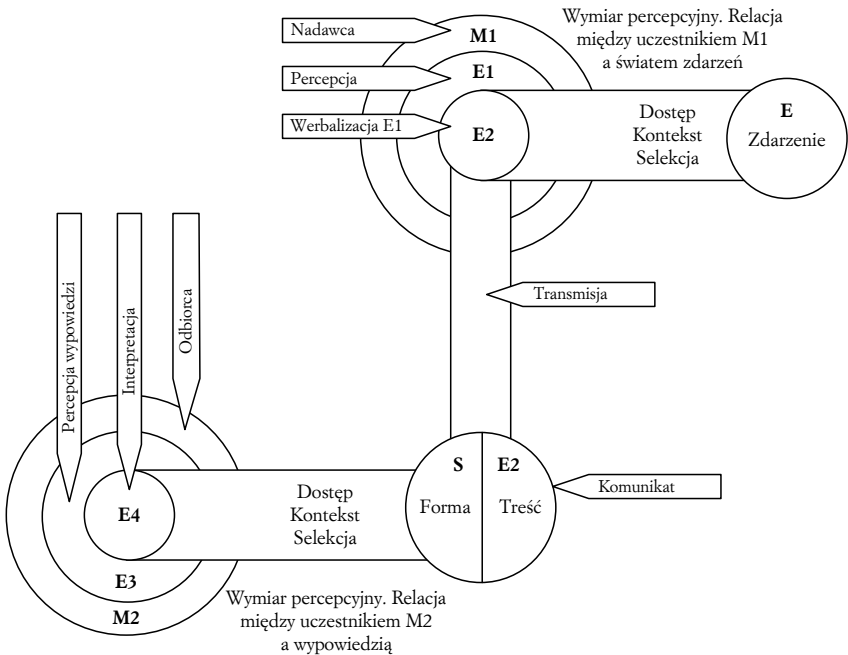 Wymiar percepcyjny. Relacja
między uczestnikiem M1
a światem zdarzeń
Nadawca
M1
Percepcja
E1
Werbalizacja E1
E2
Dostęp
Kontekst
Selekcja
E
Zdarzenie
Transmisja
Percepcja wypowiedzi
Interpretacja
Odbiorca
S
Forma
E2
Treść
Komunikat
Dostęp
Kontekst
Selekcja
E4
E3
M2
Wymiar percepcyjny. Relacja
między uczestnikiem M2
a wypowiedzią